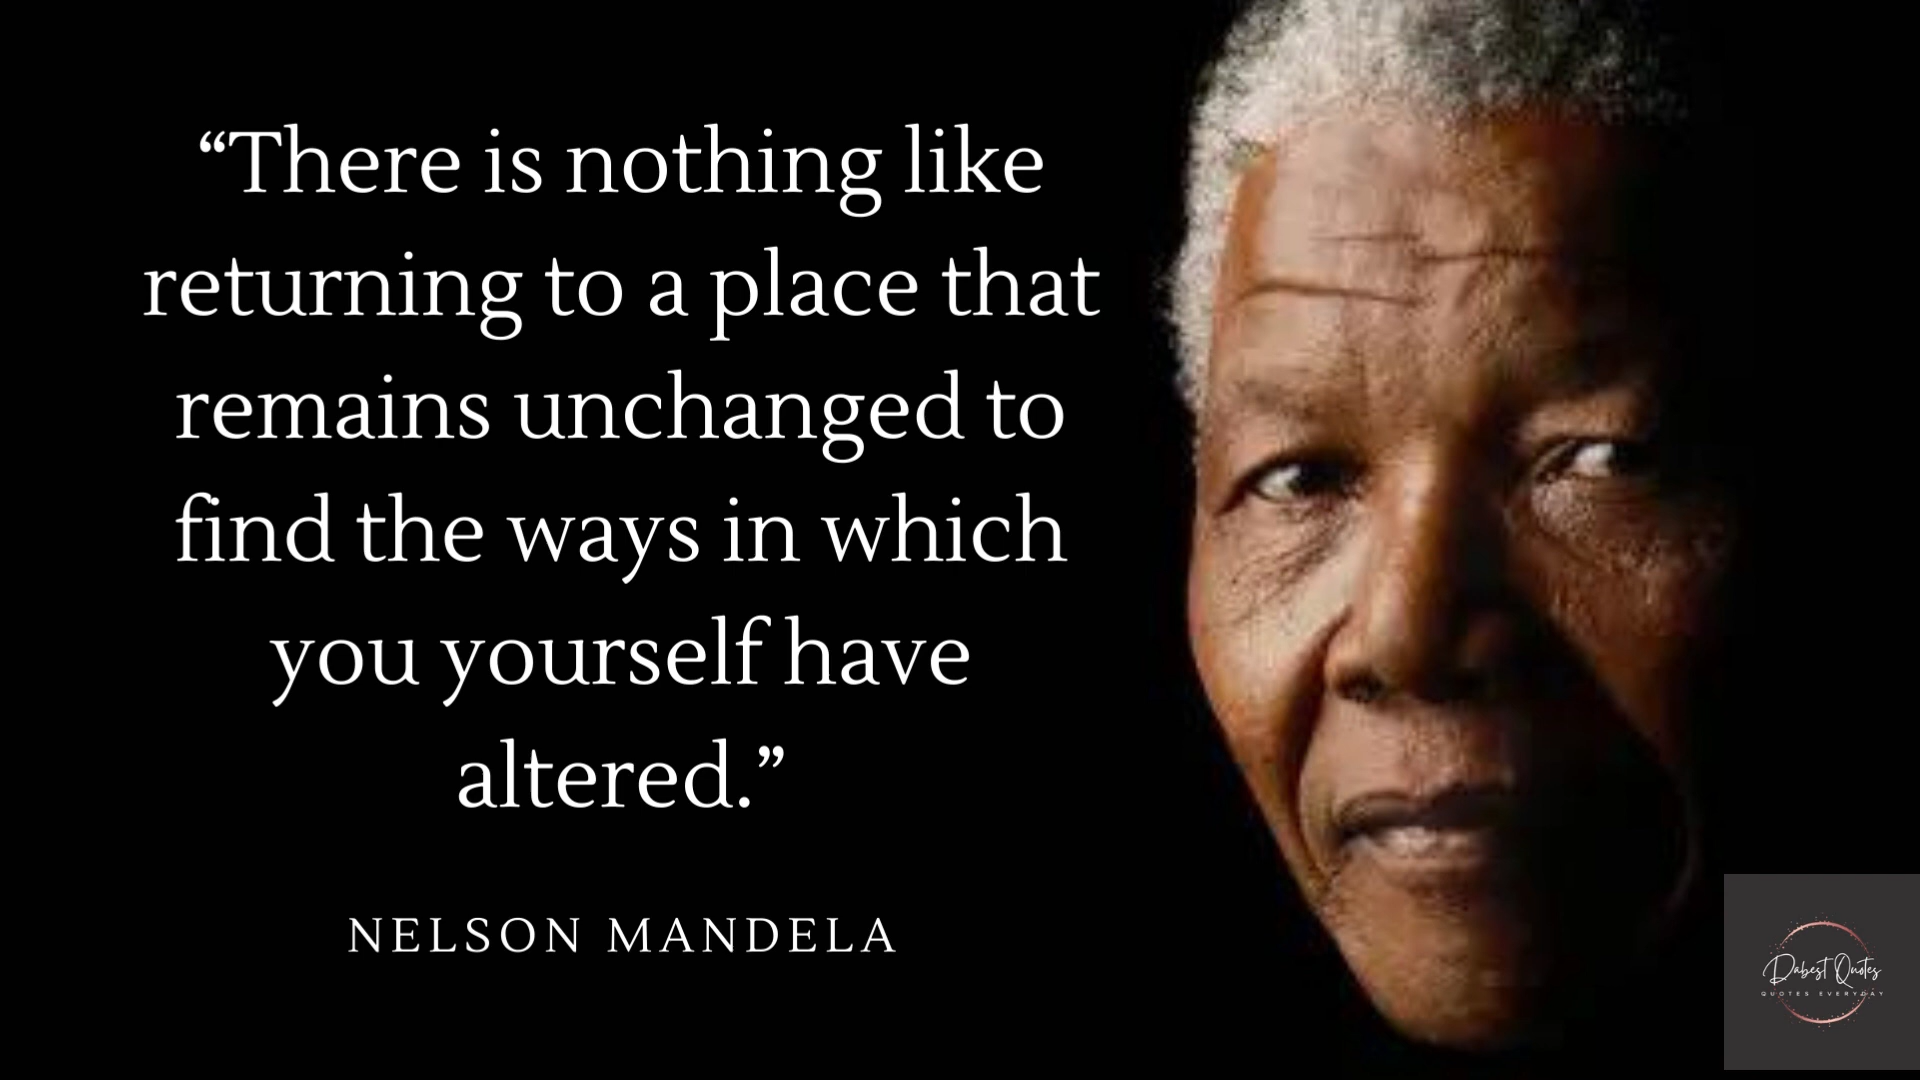 “There is nothing like
returning to a place that
remains unchanged to
find the ways in which
you yourself have
altered.”
NELSON MANDELA
Dabest Quotes
QUOTES EVERYDAY